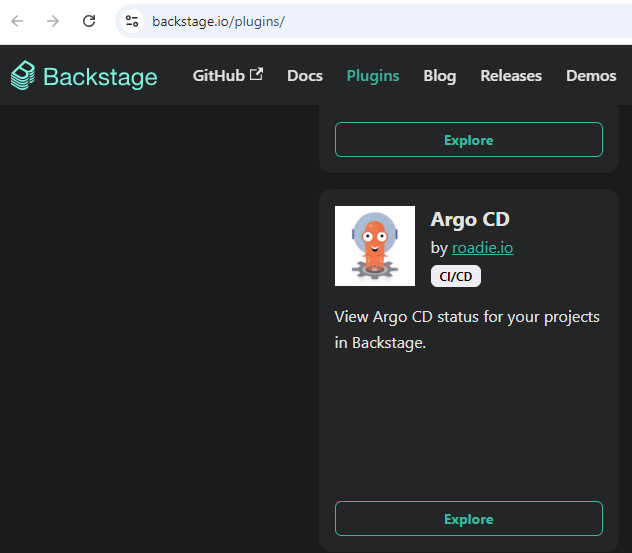 backstage.io/plugins/
Backstage GitHub Docs Plugins Blog Releases Demos
Explore
Argo CD
by roadie.io
CI/CD
View Argo CD status for your projects
in Backstage.
Explore